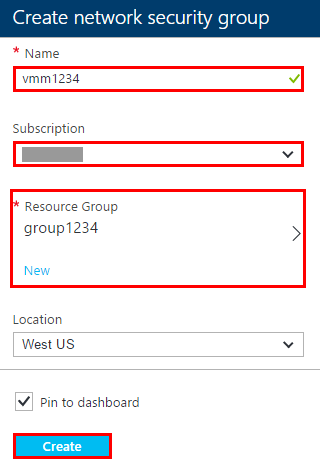 Create network security group
* Name
vmm1234
Subscription
* Resource Group
group1234
New
Location
West US
Pin to dashboard
Create